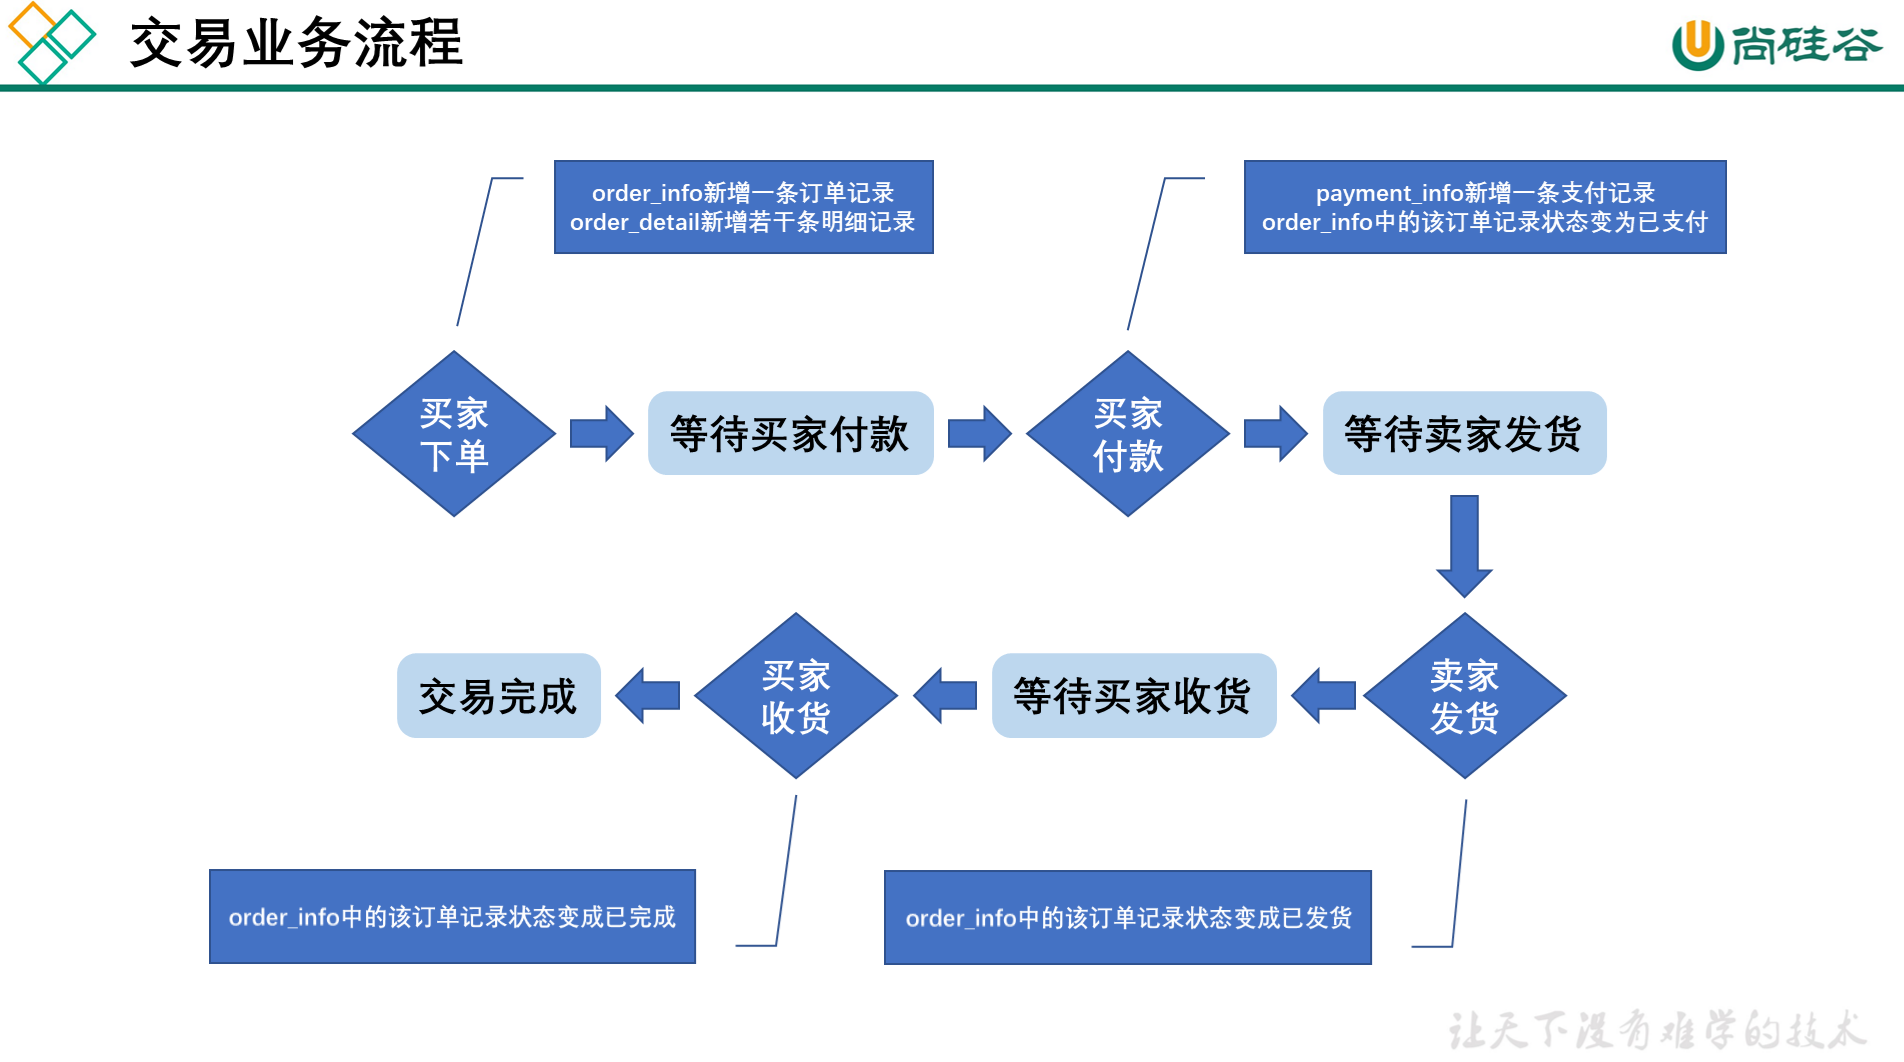 交易业务流程
尚硅谷
order_info新增一条订单记录
order_detail新增若干条明细记录
payment_info新增一条支付记录
order_info中的该订单记录状态变为已支付
买家
下单
等待买家付款
买家
付款
等待卖家发货
卖家
发货
等待买家收货
买家
收货
交易完成
order_info中的该订单记录状态变成已完成
order_info中的该订单记录状态变成已发货
让天下没有难学的技术